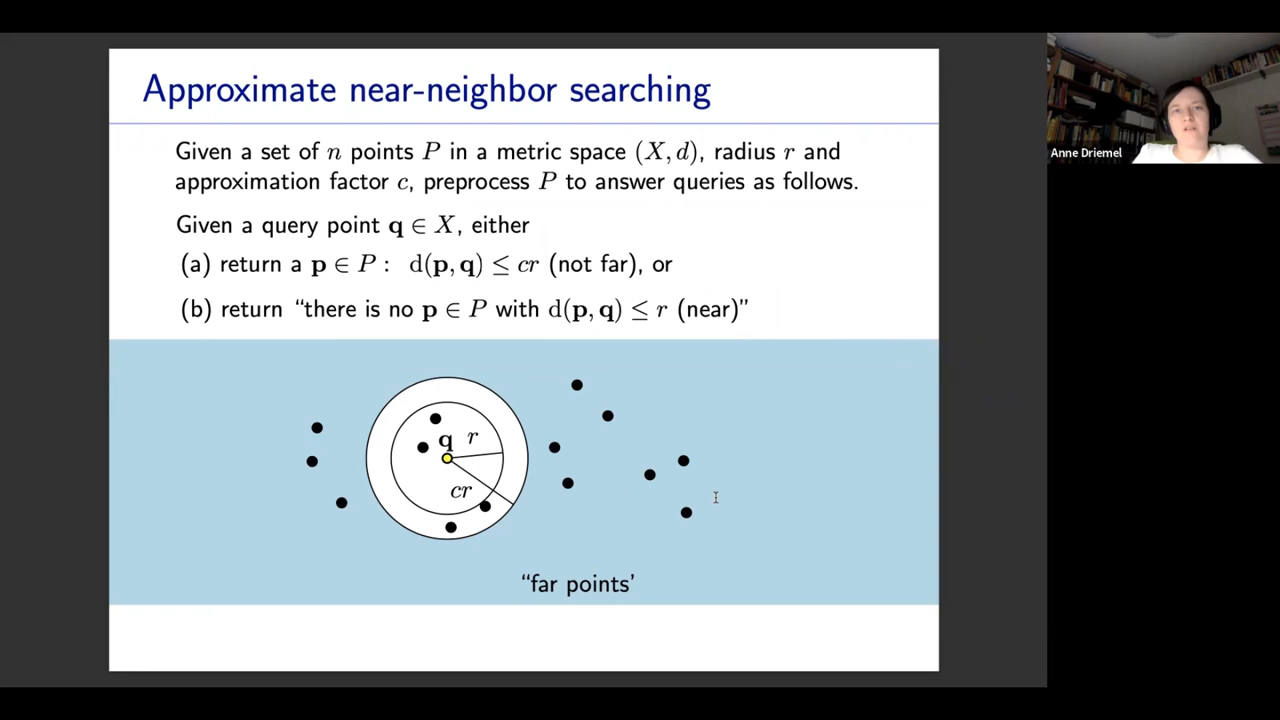 Approximate near-neighbor searching
Given a set of n points P in a metric space (X, d), radius r and
approximation factor c, preprocess P to answer queries as follows.
Given a query point q ∈ X, either
(a) return a p ∈ P : d(p, q) ≤ cr (not far), or
(b) return “there is no p ∈ P with d(p, q) ≤ r (near)”
q r
cr
“far points’
Anne Driemel